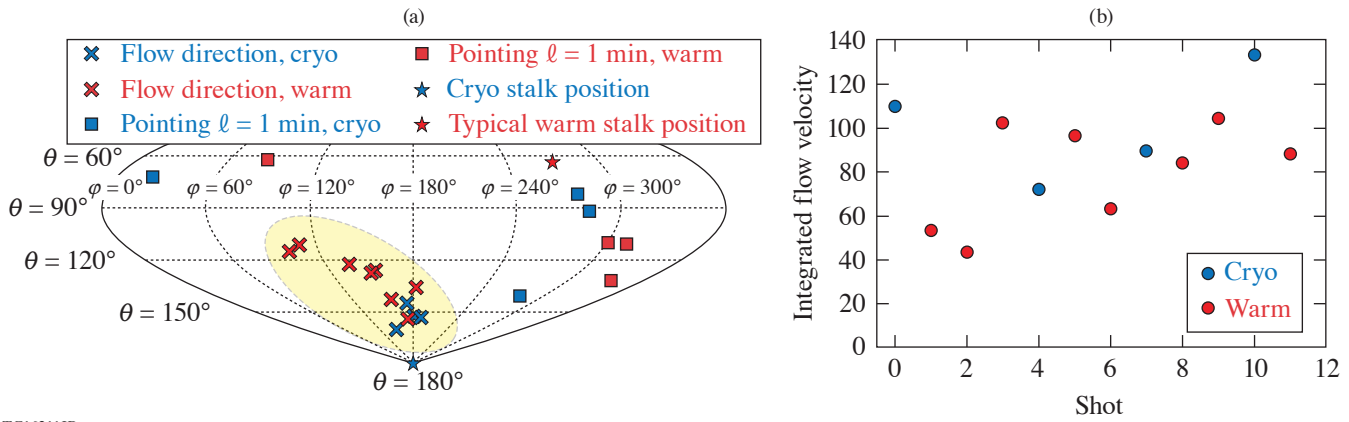 (a)
Flow direction, cryo
Pointing ℓ = 1 min, warm
Flow direction, warm
Cryo stalk position
Pointing ℓ = 1 min, cryo
Typical warm stalk position
θ = 60°
φ = 0°
φ = 60°
φ = 120°
φ = 180°
φ = 240°
φ = 300°
θ = 90°
θ = 120°
θ = 150°
θ = 180°
(b)
Integrated flow velocity
140
120
100
80
60
40
20
0
Cryo
Warm
0 2 4 6 8 10 12
Shot